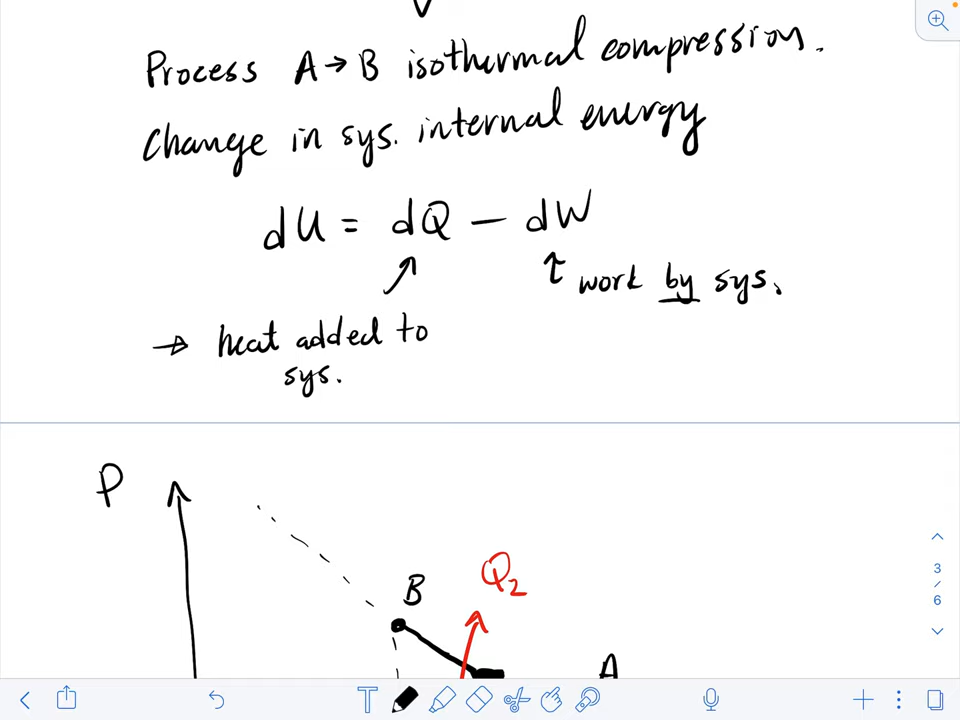 V
Process A → B isothermal compression.
Change in sys. internal energy
dU = dQ − dW
↑ work by sys.
→ heat added to
sys.
P
B
Q₂
A
3
/
6
T